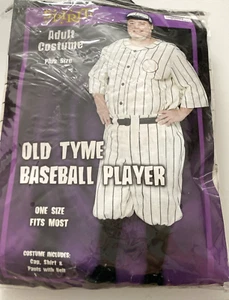 SPIRIT
Adult
Costume
Plus Size
OLD TYME
BASEBALL PLAYER
ONE SIZE
FITS MOST
COSTUME INCLUDES:
Cap, Shirt &
Pants with Belt